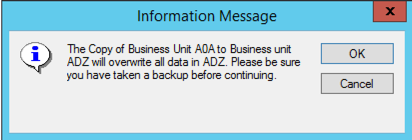 Information Message
x
The Copy of Business Unit A0A to Business unit
ADZ will overwrite all data in ADZ. Please be sure
you have taken a backup before continuing.
OK
Cancel